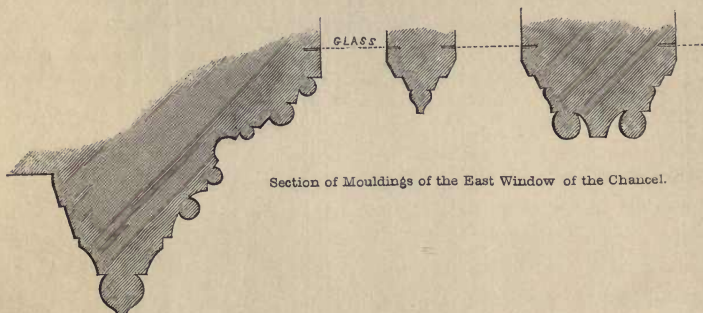 GLASS
Section of Mouldings of the East Window of the Chancel.